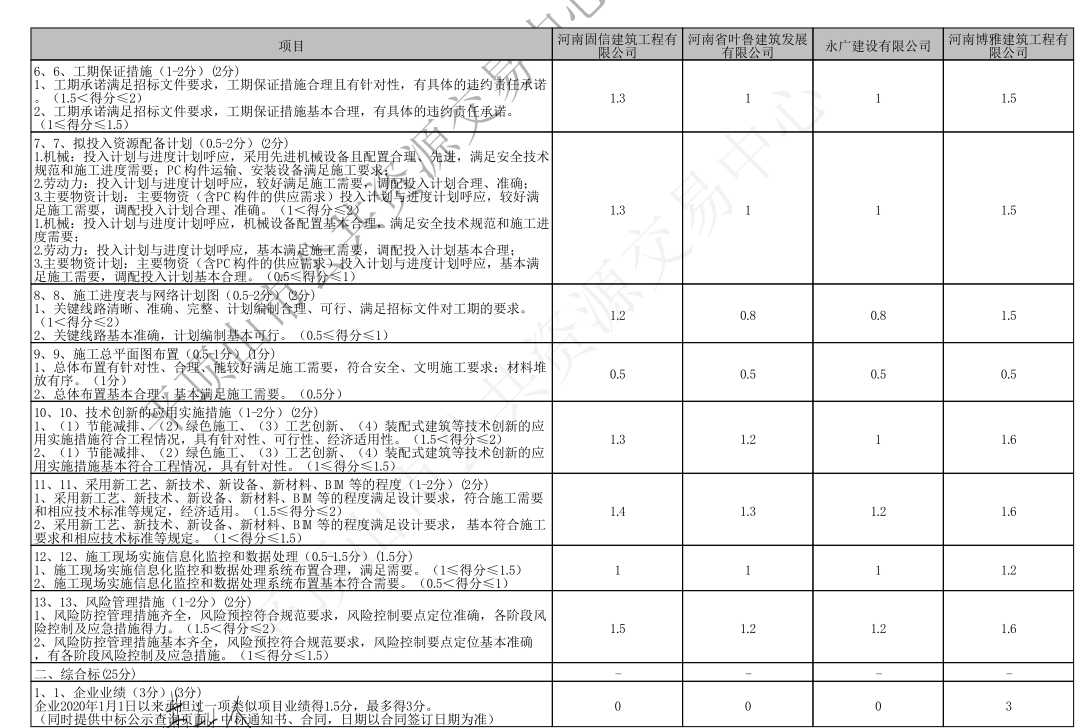 项目
河南固信建筑工程有
限公司
河南省叶鲁建筑发展
有限公司
永广建设有限公司
河南博雅建筑工程有
限公司
6、6、工期保证措施（1-2分）(2分)
1、工期承诺满足招标文件要求，工期保证措施合理且有针对性，有具体的违约责任承诺
。（1.5＜得分≤2）
2、工期承诺满足招标文件要求，工期保证措施基本合理，有具体的违约责任承诺。
（1≤得分≤1.5）
1.3
1
1
1.5
7、7、拟投入资源配备计划（0.5-2分）(2分)
1.机械：投入计划与进度计划呼应，采用先进机械设备且配置合理、先进，满足安全技术
规范和施工进度需要；PC构件运输、安装设备满足施工要求；
2.劳动力：投入计划与进度计划呼应，较好满足施工需要，调配投入计划合理、准确；
3.主要物资计划：主要物资（含PC构件的供应需求）投入计划与进度计划呼应，较好满
足施工需要，调配投入计划合理、准确。（1＜得分≤2）
1.机械：投入计划与进度计划呼应，机械设备配置基本合理，满足安全技术规范和施工进
度需要；
2.劳动力：投入计划与进度计划呼应，基本满足施工需要，调配投入计划基本合理；
3.主要物资计划：主要物资（含PC构件的供应需求）投入计划与进度计划呼应，基本满
足施工需要，调配投入计划基本合理。（0.5≤得分≤1）
1.3
1
1
1.5
8、8、施工进度表与网络计划图（0.5-2分）(2分)
1、关键线路清晰、准确、完整、计划编制合理、可行、满足招标文件对工期的要求。
（1＜得分≤2）
2、关键线路基本准确，计划编制基本可行。（0.5≤得分≤1）
1.2
0.8
0.8
1.5
9、9、施工总平面图布置（0.5-1分）(1分)
1、总体布置有针对性、合理、能较好满足施工需要，符合安全、文明施工要求；材料堆
放有序。（1分）
2、总体布置基本合理、基本满足施工需要。（0.5分）
0.5
0.5
0.5
0.5
10、10、技术创新的应用实施措施（1-2分）(2分)
1、（1）节能减排、（2）绿色施工、（3）工艺创新、（4）装配式建筑等技术创新的应
用实施措施符合工程情况，具有针对性、可行性、经济适用性。（1.5＜得分≤2）
2、（1）节能减排、（2）绿色施工、（3）工艺创新、（4）装配式建筑等技术创新的应
用实施措施基本符合工程情况，具有针对性。（1≤得分≤1.5）
1.3
1.2
1
1.6
11、11、采用新工艺、新技术、新设备、新材料、BIM 等的程度（1-2分）(2分)
1、采用新工艺、新技术、新设备、新材料、BIM 等的程度满足设计要求，符合施工需要
和相应技术标准等规定，经济适用。（1.5≤得分≤2）
2、采用新工艺、新技术、新设备、新材料、BIM 等的程度满足设计要求， 基本符合施工
要求和相应技术标准等规定。（1＜得分≤1.5）
1.4
1.3
1.2
1.6
12、12、施工现场实施信息化监控和数据处理（0.5-1.5分）(1.5分)
1、施工现场实施信息化监控和数据处理系统布置合理，满足需要。（1≤得分≤1.5）
2、施工现场实施信息化监控和数据处理系统布置基本符合需要。（0.5＜得分≤1）
1
1
1
1.2
13、13、风险管理措施（1-2分）(2分)
1、风险防控管理措施齐全，风险预控符合规范要求，风险控制要点定位准确，各阶段风
险控制及应急措施得力。（1.5＜得分≤2）
2、风险防控管理措施基本齐全，风险预控符合规范要求，风险控制要点定位基本准确
，有各阶段风险控制及应急措施。（1≤得分≤1.5）
1.5
1.2
1.2
1.6
二、综合标(25分)
－
－
－
－
1、1、企业业绩（3分）(3分)
企业2020年1月1日以来承担过一项类似项目业绩得1.5分，最多得3分。
（同时提供中标公示查询页面、中标通知书、合同，日期以合同签订日期为准）
0
0
0
3
平顶山市公共资源交易中心
平顶山市公共资源交易中心